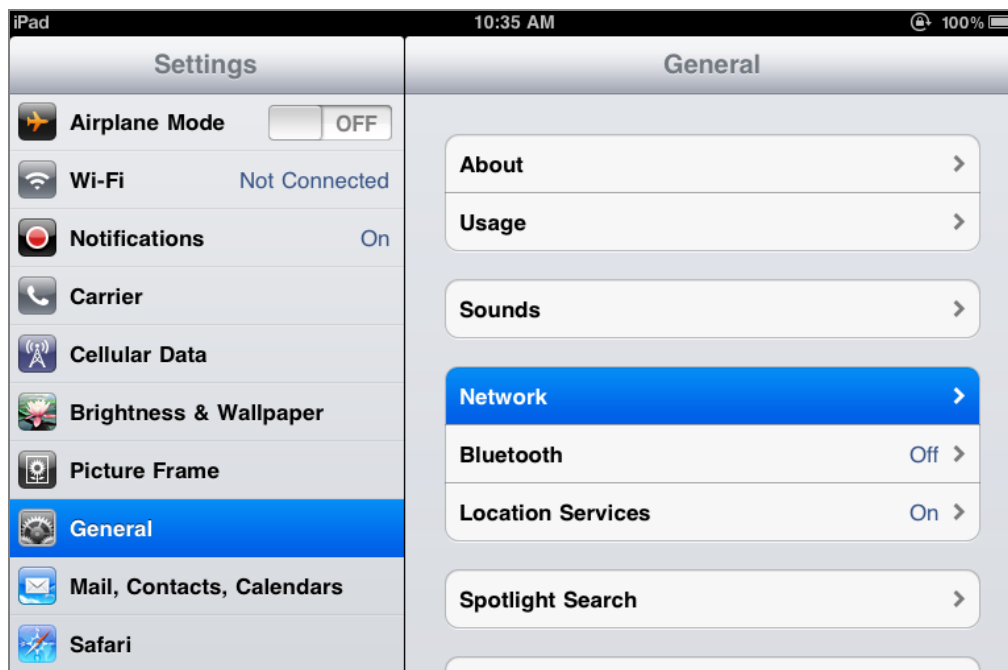 iPad 10:35 AM 100%
Settings
Airplane Mode OFF
Wi-Fi Not Connected
Notifications On
Carrier
Cellular Data
Brightness & Wallpaper
Picture Frame
General
Mail, Contacts, Calendars
Safari
General
About
Usage
Sounds
Network
Bluetooth Off
Location Services On
Spotlight Search